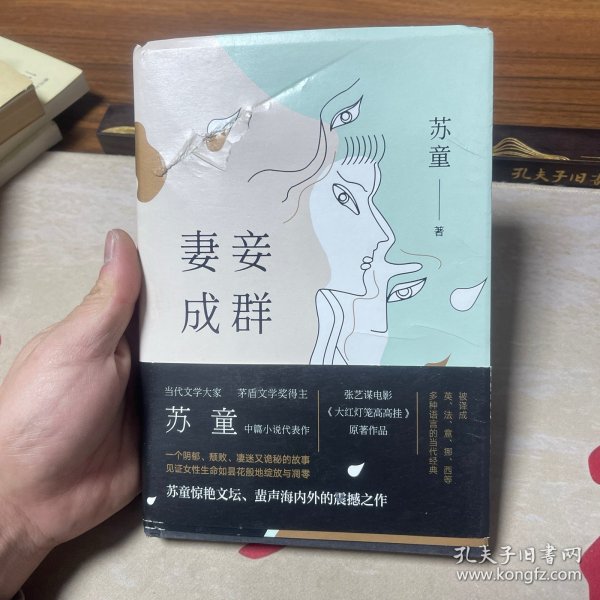 苏童
著
妻妾
成群
当代文学大家 茅盾文学奖得主
苏童 中篇小说代表作
一个阴郁、颓败、凄迷又诡秘的故事
见证女性生命如昙花般地绽放与凋零
张艺谋电影
《大红灯笼高高挂》
原著作品
被译成
英、法、意、挪、西等
多种语言的当代经典
苏童惊艳文坛、蜚声海内外的震撼之作
孔夫子旧书
孔夫子旧书网
www.kongfz.com